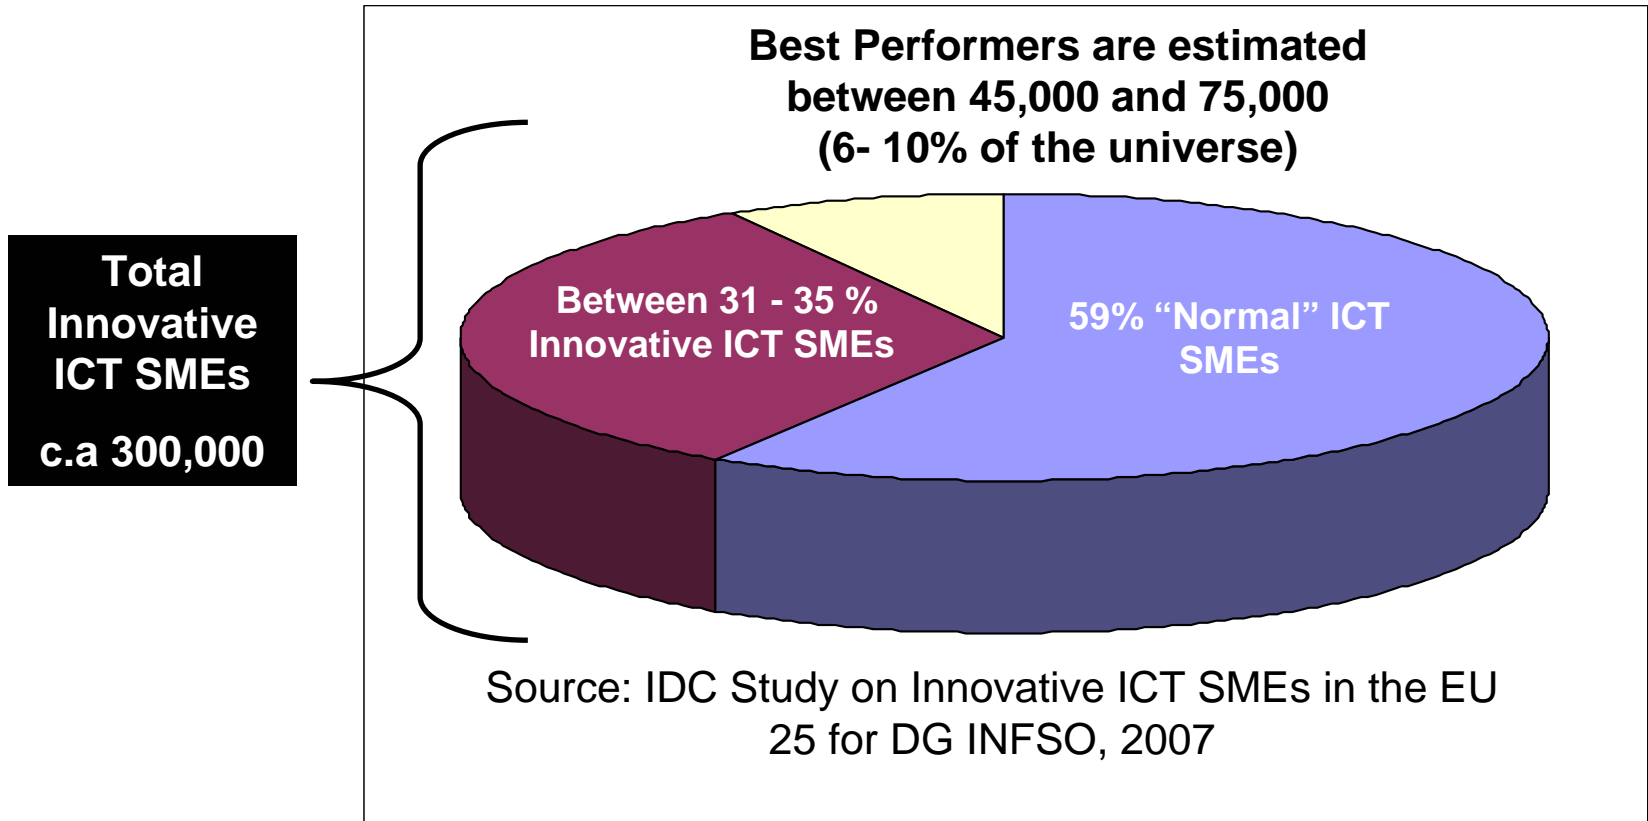 Best Performers are estimated
between 45,000 and 75,000
(6- 10% of the universe)
Total
Innovative
ICT SMEs
c.a 300,000
Between 31 - 35 %
Innovative ICT SMEs
59% “Normal” ICT
SMEs
Source: IDC Study on Innovative ICT SMEs in the EU
25 for DG INFSO, 2007